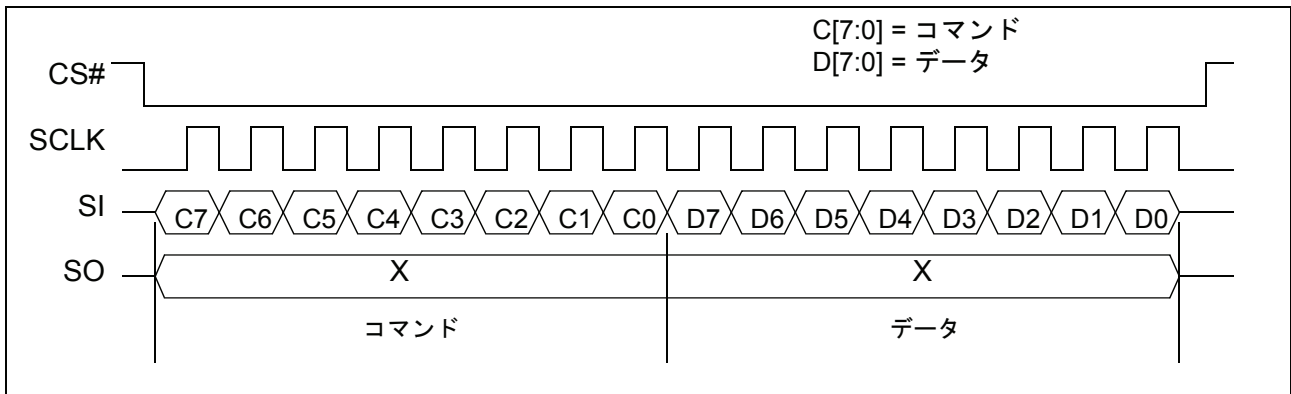 C[7:0] = コマンド
D[7:0] = データ
CS#
SCLK
SI C7 C6 C5 C4 C3 C2 C1 C0 D7 D6 D5 D4 D3 D2 D1 D0
SO X X
コマンド データ